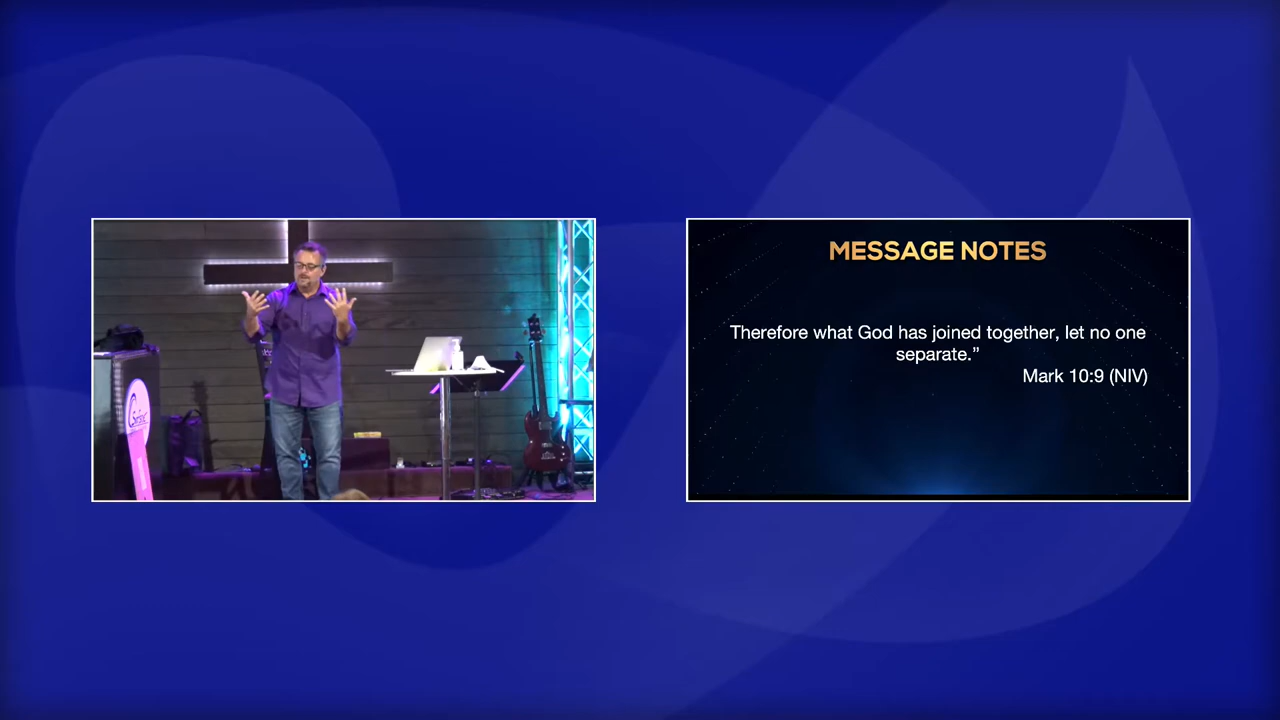 MESSAGE NOTES
Therefore what God has joined together, let no one
separate.”
Mark 10:9 (NIV)